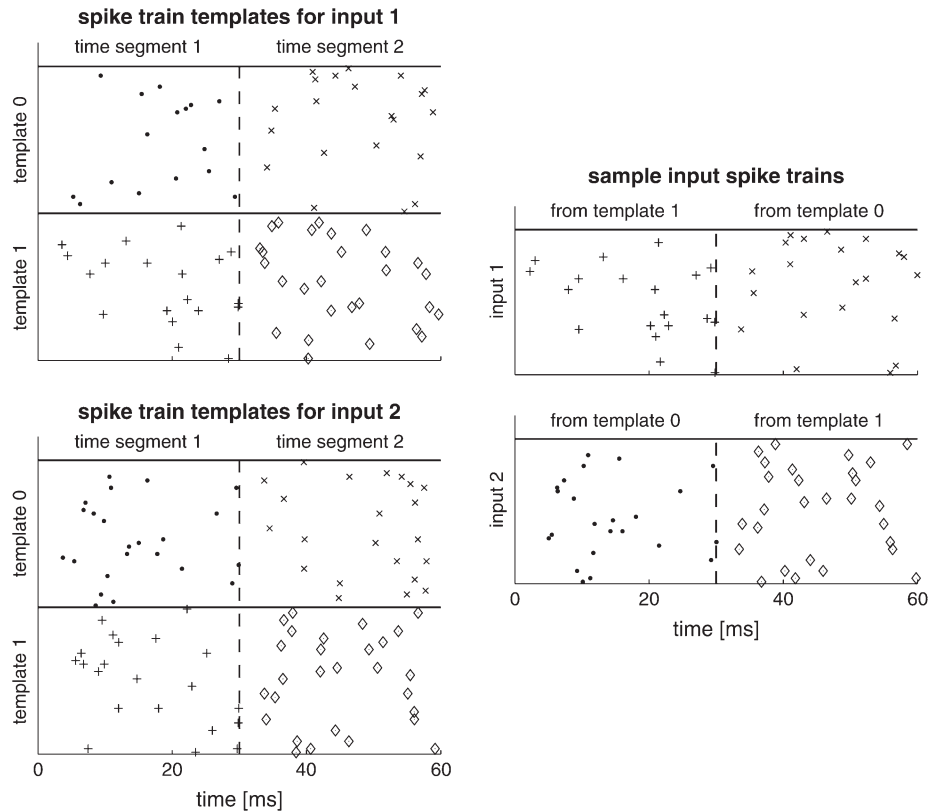 spike train templates for input 1
time segment 1 time segment 2
template 0
template 1
spike train templates for input 2
time segment 1 time segment 2
template 0
template 1
0 20 40 60
time [ms]
sample input spike trains
from template 1 from template 0
input 1
from template 0 from template 1
input 2
0 20 40 60
time [ms]